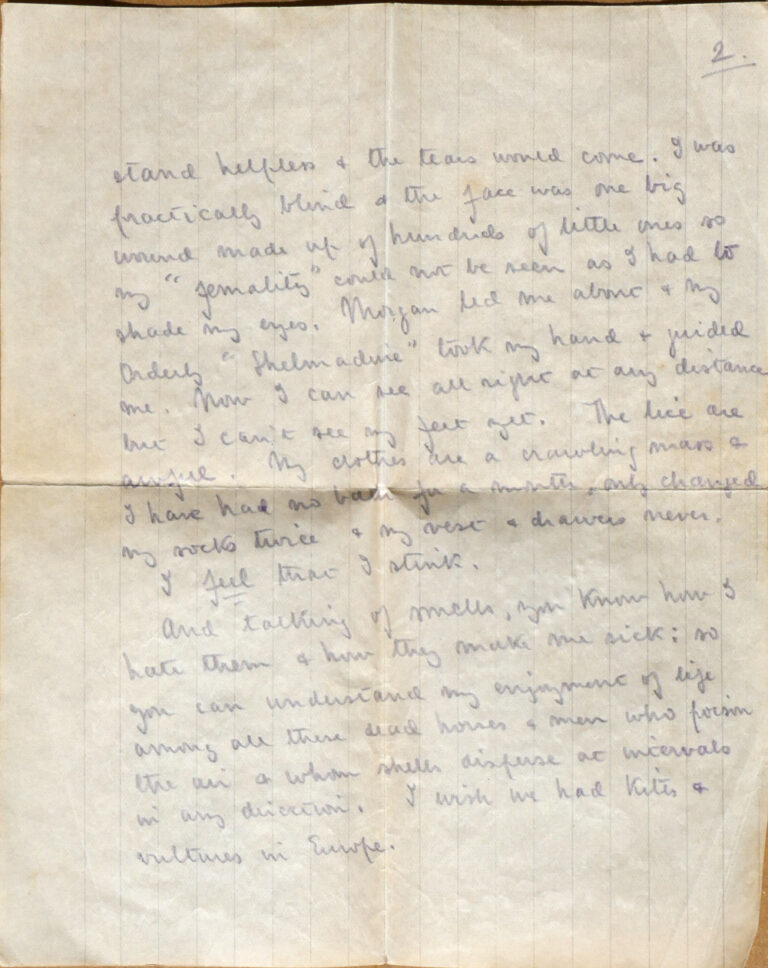 2.
stand helpless & the tears would come. I was
practically blind & the face was one big
wound made up of hundreds of little ones so
my "femality" could not be seen as I had to
shade my eyes. Morgan led me about & my
Orderly "Shelmadine" took my hand & guided
me. Now I can see all right at any distance
but I can't see my feet yet. The lice are
awful. My clothes are a crawling mass &
I have had no bath for a month, only changed
my socks twice & my vest & drawers never.
I feel that I stink.
And talking of smells, you know how I
hate them & how they make me sick; so
you can understand my enjoyment of life
among all these dead horses & men who poison
the air & whom shells disperse at intervals
in any direction. I wish we had Kites &
vultures in Europe.